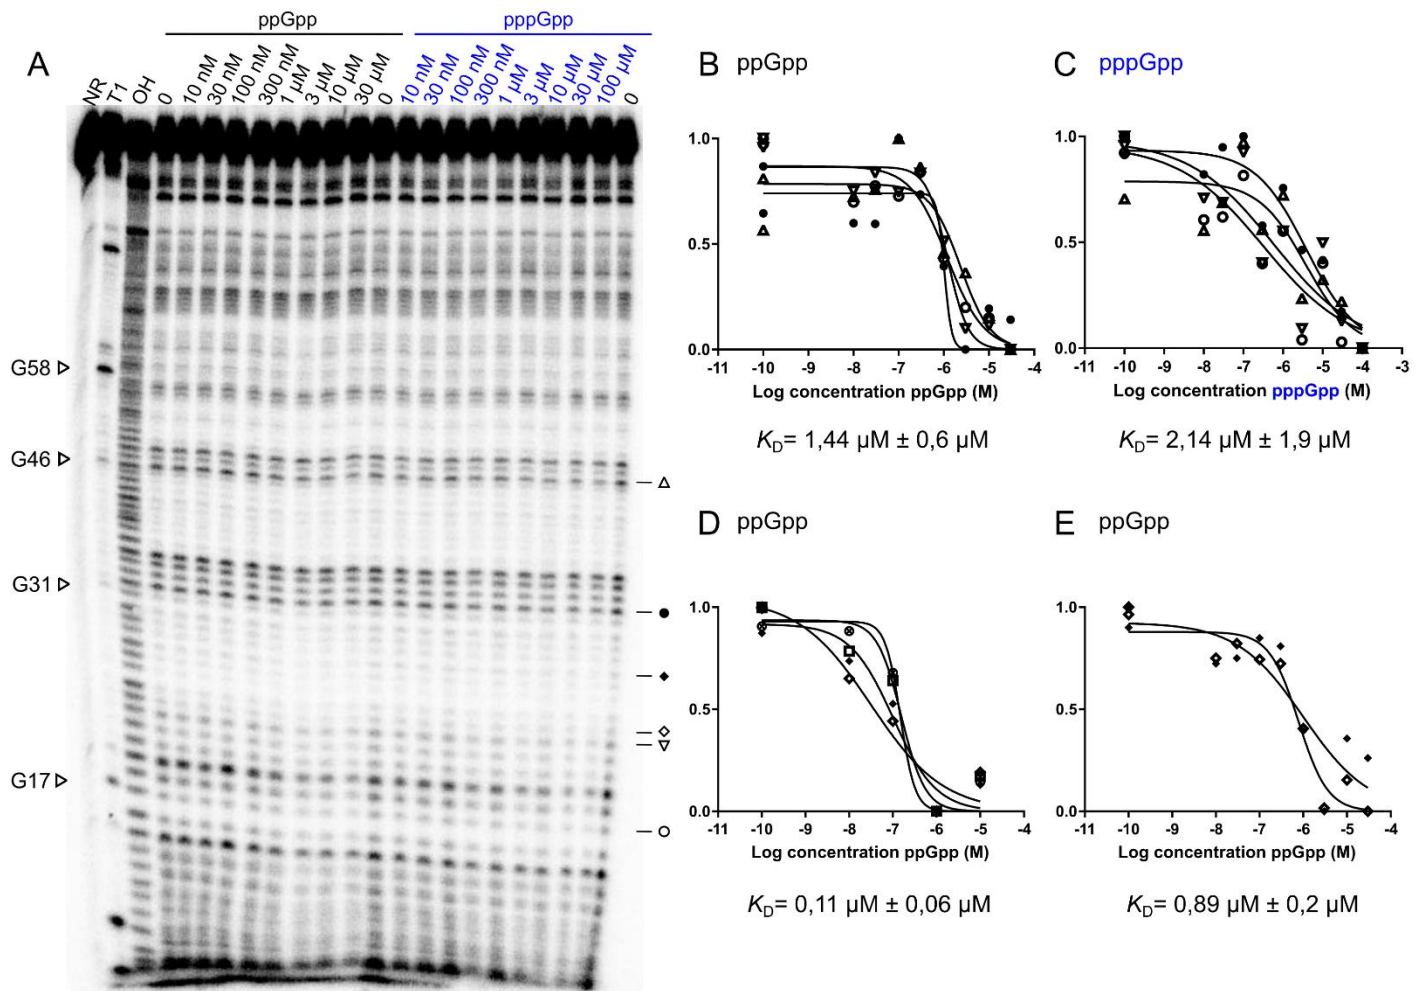 ppGpp pppGpp
A
NR T1 OH 0 10 nM 30 nM 100 nM 300 nM 1 µM 3 µM 10 µM 30 µM 0 10 nM 30 nM 100 nM 300 nM 1 µM 3 µM 10 µM 30 µM 100 µM 0
G58
G46
G31
G17
B ppGpp
1.0
0.5
0.0
-11 -10 -9 -8 -7 -6 -5 -4
Log concentration ppGpp (M)
KD= 1,44 µM ± 0,6 µM
C pppGpp
1.0
0.5
0.0
-11 -10 -9 -8 -7 -6 -5 -4 -3
Log concentration pppGpp (M)
KD= 2,14 µM ± 1,9 µM
D ppGpp
1.0
0.5
0.0
-11 -10 -9 -8 -7 -6 -5 -4
Log concentration ppGpp (M)
KD= 0,11 µM ± 0,06 µM
E ppGpp
1.0
0.5
0.0
-11 -10 -9 -8 -7 -6 -5 -4
Log concentration ppGpp (M)
KD= 0,89 µM ± 0,2 µM